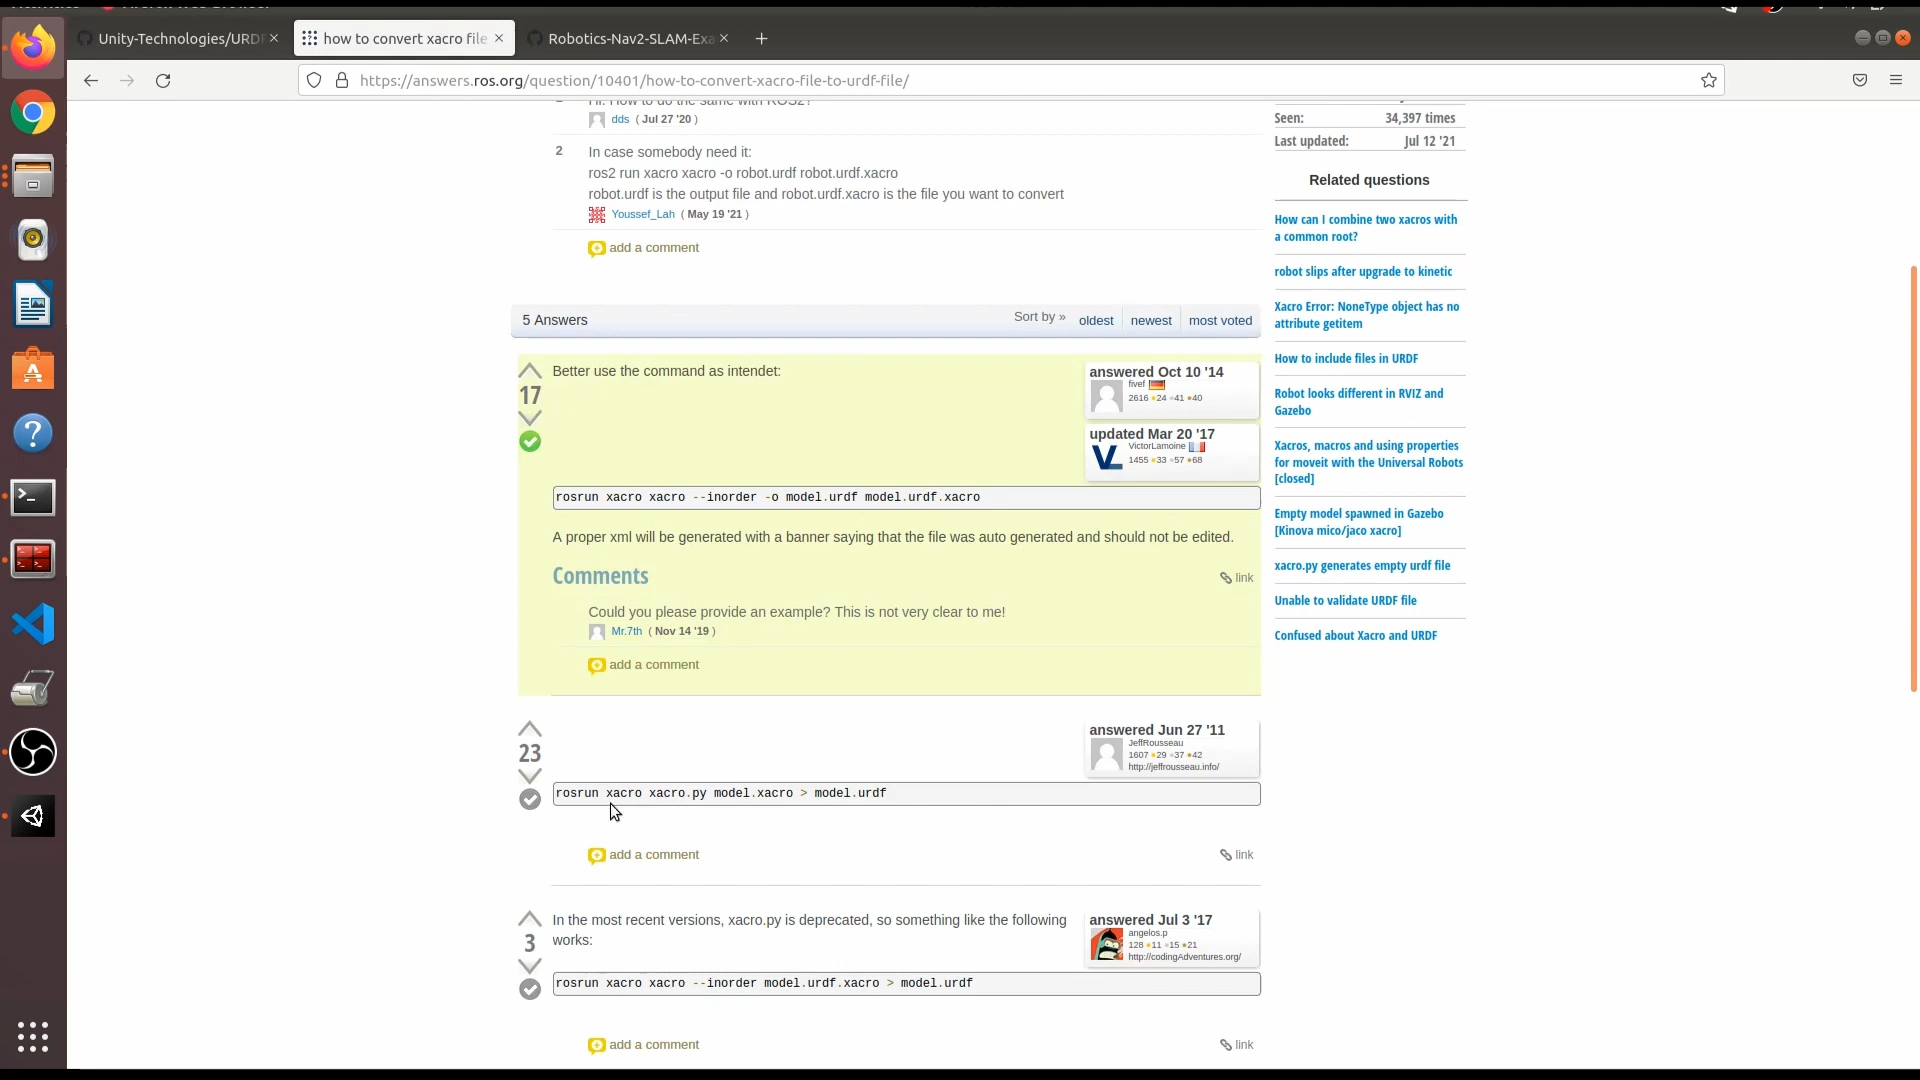 Unity-Technologies/URDF
how to convert xacro file
Robotics-Nav2-SLAM-Exa
https://answers.ros.org/question/10401/how-to-convert-xacro-file-to-urdf-file/
Hi. How to do the same with ROS2?
dds ( Jul 27 '20 )
2 In case somebody need it:
ros2 run xacro xacro -o robot.urdf robot.urdf.xacro
robot.urdf is the output file and robot.urdf.xacro is the file you want to convert
Youssef_Lah ( May 19 '21 )
add a comment
5 Answers
Sort by » oldest newest most voted
17
Better use the command as intendet:
answered Oct 10 '14
fivef
2616 24 41 40
updated Mar 20 '17
VictorLamoine
1455 33 57 68
rosrun xacro xacro --inorder -o model.urdf model.urdf.xacro
A proper xml will be generated with a banner saying that the file was auto generated and should not be edited.
Comments
link
Could you please provide an example? This is not very clear to me!
Mr.7th ( Nov 14 '19 )
add a comment
23
answered Jun 27 '11
JeffRousseau
1607 29 37 42
http://jeffrousseau.info/
rosrun xacro xacro.py model.xacro > model.urdf
add a comment
link
3
In the most recent versions, xacro.py is deprecated, so something like the following
works:
answered Jul 3 '17
angelos.p
128 11 15 21
http://codingAdventures.org/
rosrun xacro xacro --inorder model.urdf.xacro > model.urdf
add a comment
link
Seen: 34,397 times
Last updated: Jul 12 '21
Related questions
How can I combine two xacros with
a common root?
robot slips after upgrade to kinetic
Xacro Error: NoneType object has no
attribute getitem
How to include files in URDF
Robot looks different in RVIZ and
Gazebo
Xacros, macros and using properties
for moveit with the Universal Robots
[closed]
Empty model spawned in Gazebo
[Kinova mico/jaco xacro]
xacro.py generates empty urdf file
Unable to validate URDF file
Confused about Xacro and URDF